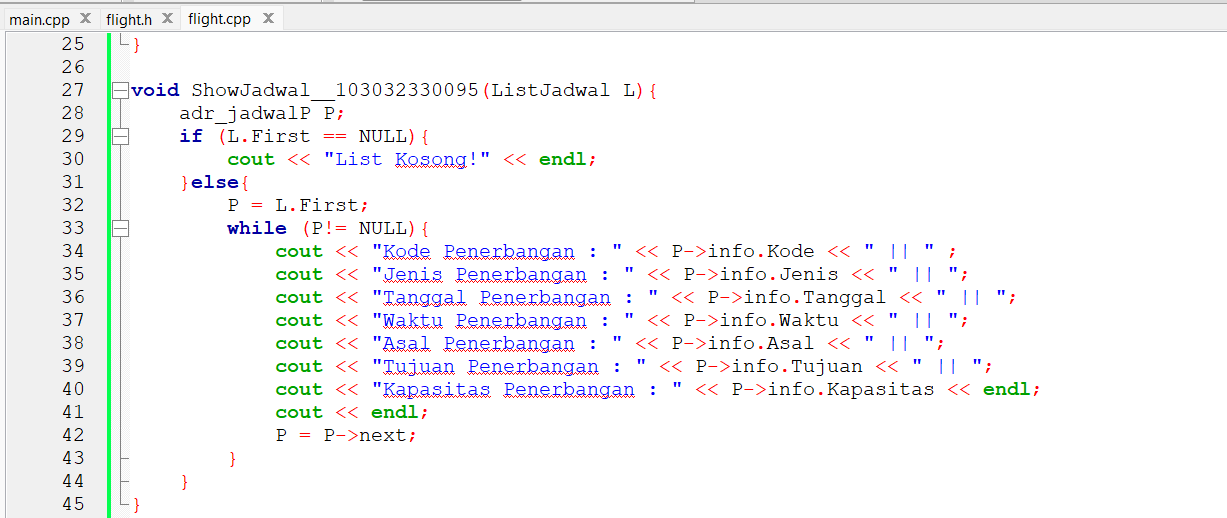 main.cpp X flight.h X flight.cpp X
25 }
26
27 void ShowJadwal__103032330095(ListJadwal L){
28     adr_jadwalP P;
29     if (L.First == NULL){
30         cout << "List Kosong!" << endl;
31     }else{
32         P = L.First;
33         while (P!= NULL){
34             cout << "Kode Penerbangan : " << P->info.Kode << " || " ;
35             cout << "Jenis Penerbangan : " << P->info.Jenis << " || ";
36             cout << "Tanggal Penerbangan : " << P->info.Tanggal << " || ";
37             cout << "Waktu Penerbangan : " << P->info.Waktu << " || ";
38             cout << "Asal Penerbangan : " << P->info.Asal << " || ";
39             cout << "Tujuan Penerbangan : " << P->info.Tujuan << " || ";
40             cout << "Kapasitas Penerbangan : " << P->info.Kapasitas << endl;
41             cout << endl;
42             P = P->next;
43         }
44     }
45 }